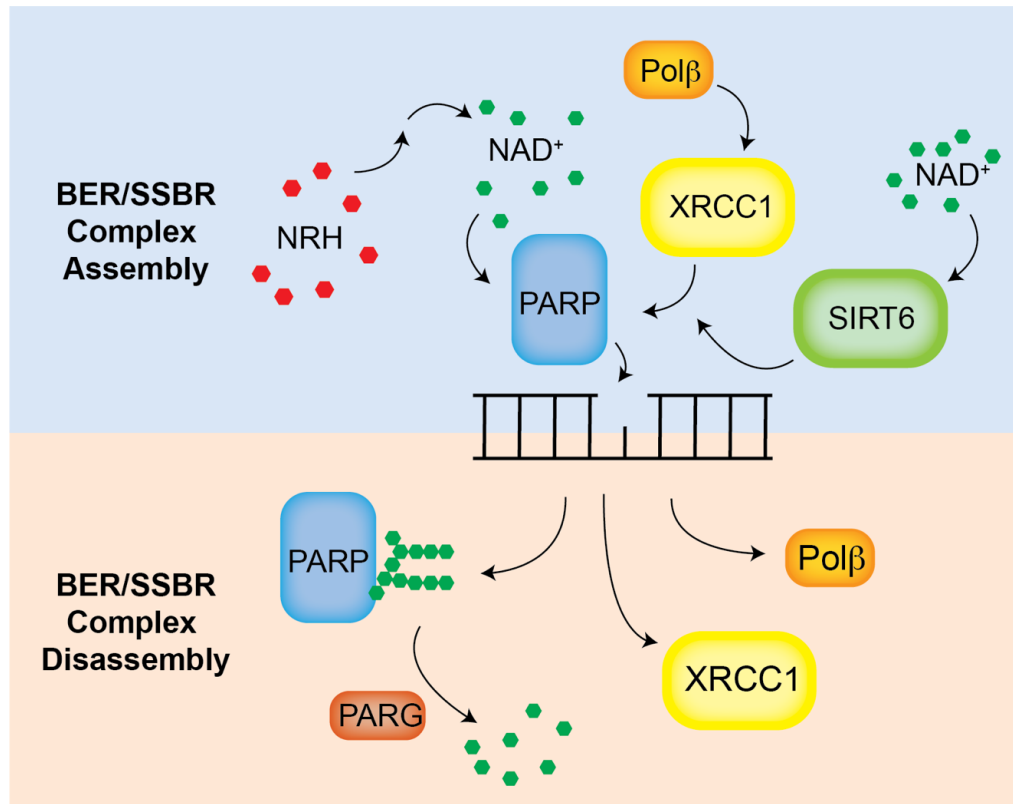 Polβ
NAD⁺
NAD⁺
BER/SSBR
Complex
Assembly
XRCC1
NRH
PARP
SIRT6
PARP
Polβ
BER/SSBR
Complex
Disassembly
XRCC1
PARG